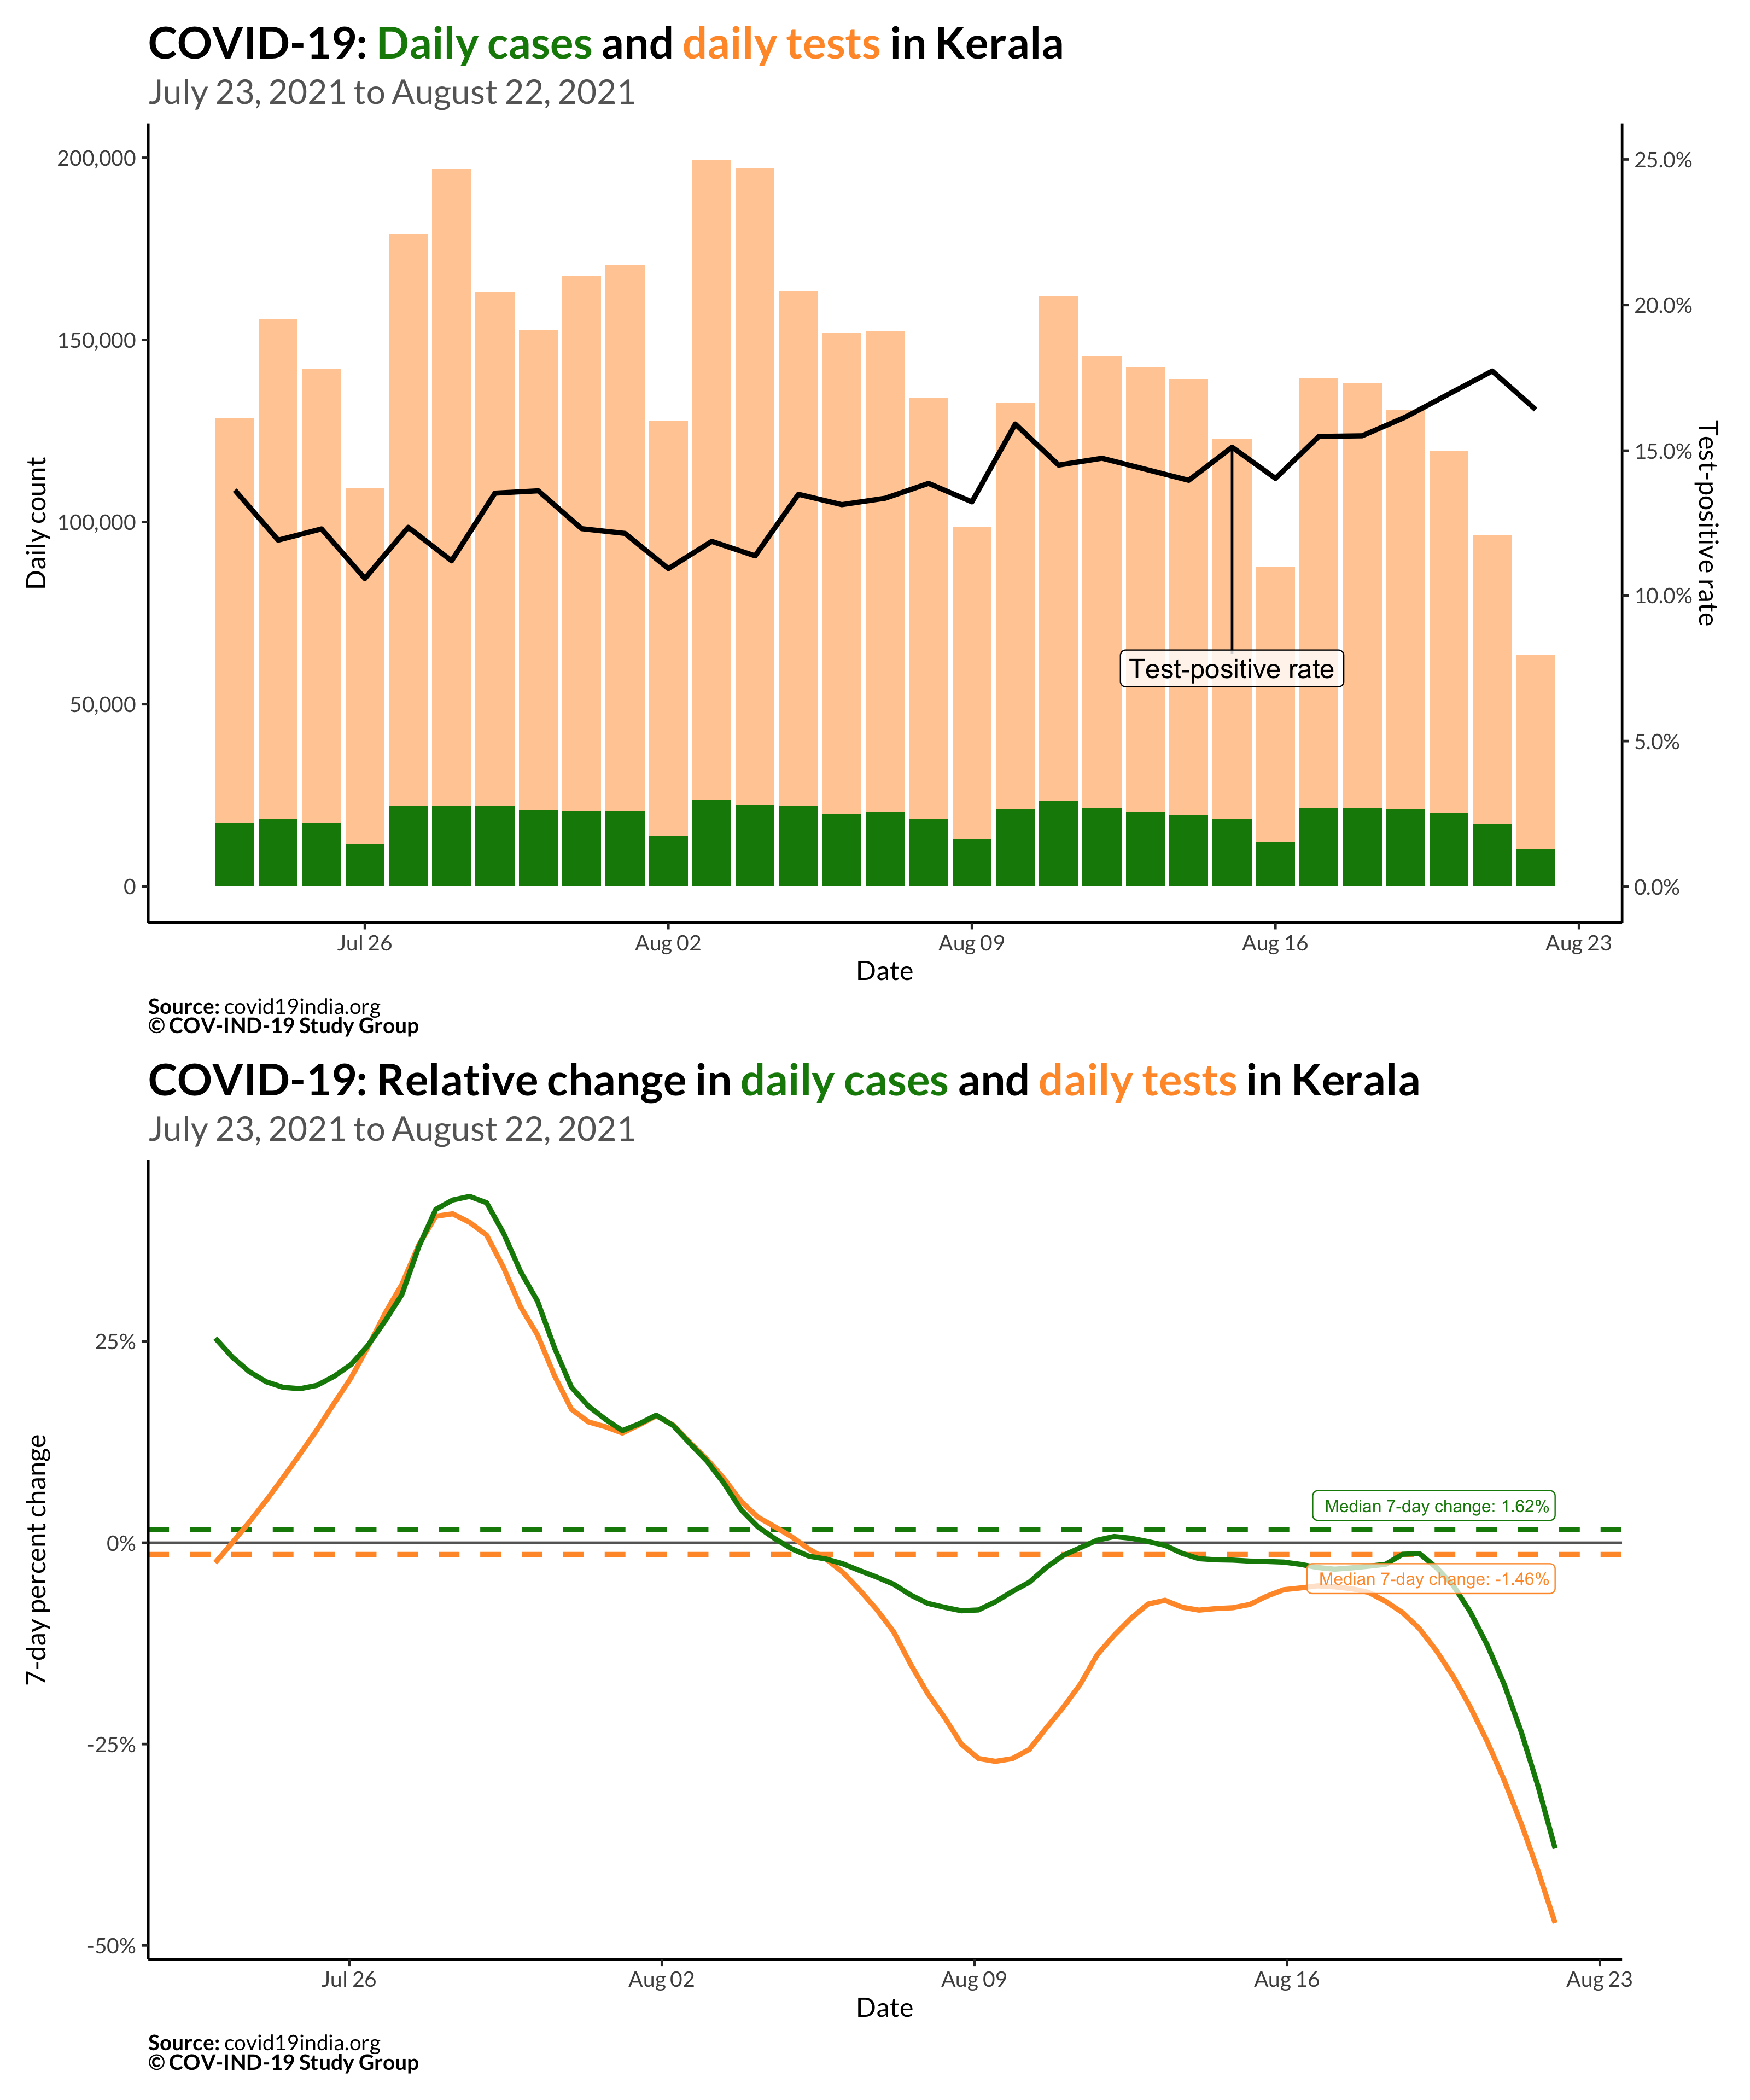 COVID-19: Daily cases and daily tests in Kerala
July 23, 2021 to August 22, 2021
200,000
150,000
100,000
50,000
0
Daily count
25.0%
20.0%
15.0%
10.0%
5.0%
0.0%
Test-positive rate
Test-positive rate
Jul 26
Aug 02
Aug 09
Aug 16
Aug 23
Date
Source: covid19india.org
© COV-IND-19 Study Group
COVID-19: Relative change in daily cases and daily tests in Kerala
July 23, 2021 to August 22, 2021
25%
0%
-25%
-50%
7-day percent change
Median 7-day change: 1.62%
Median 7-day change: -1.46%
Jul 26
Aug 02
Aug 09
Aug 16
Aug 23
Date
Source: covid19india.org
© COV-IND-19 Study Group